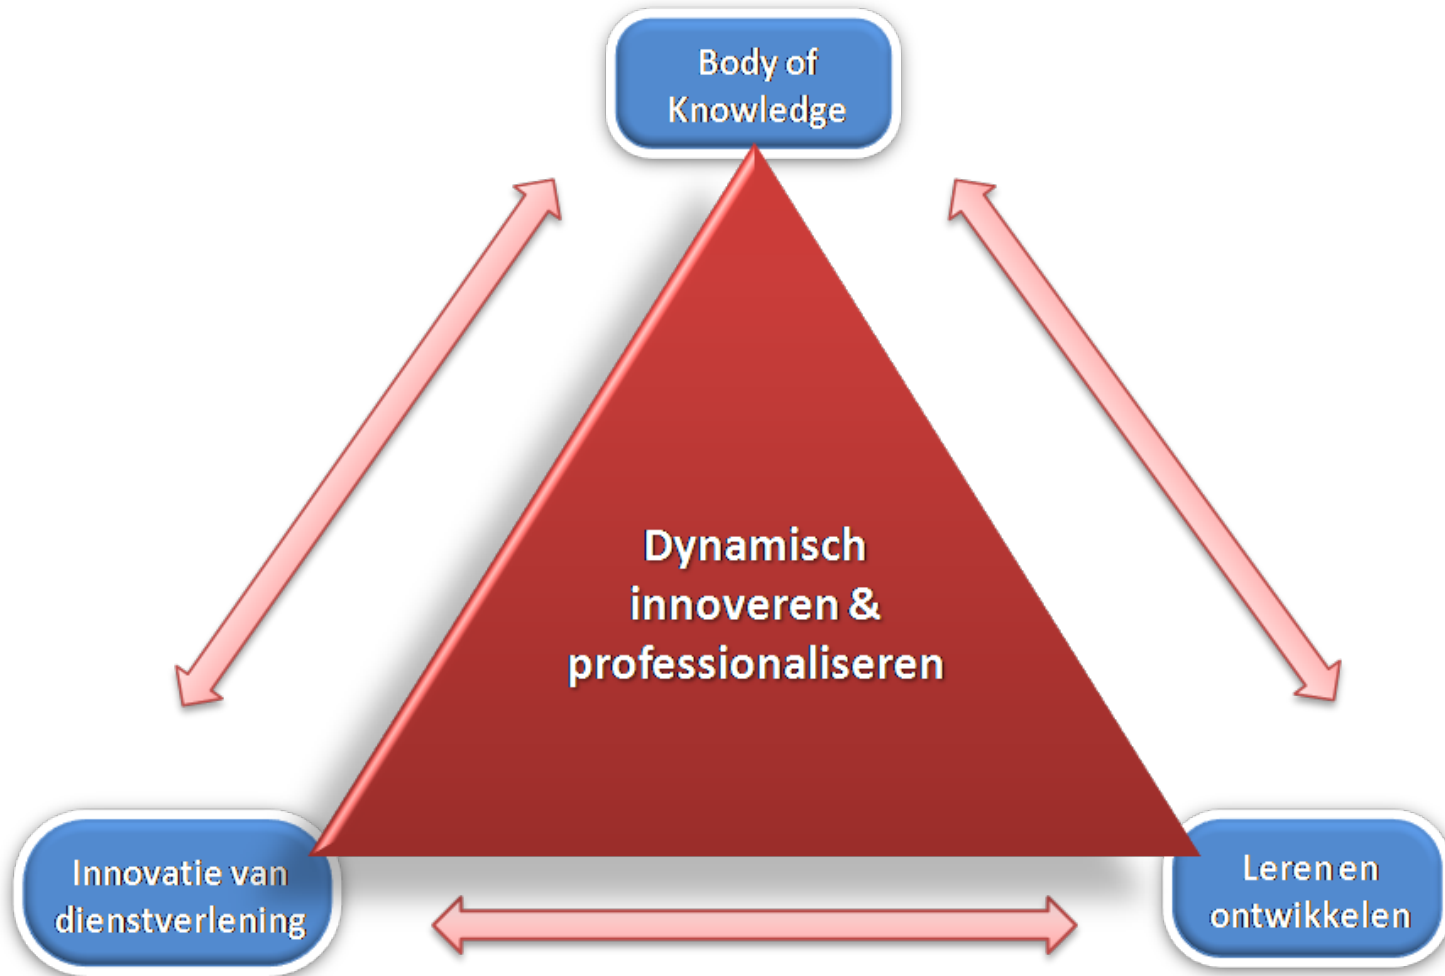 Body of
Knowledge
Dynamisch
innoveren &
professionaliseren
Innovatie van
dienstverlening
Leren en
ontwikkelen